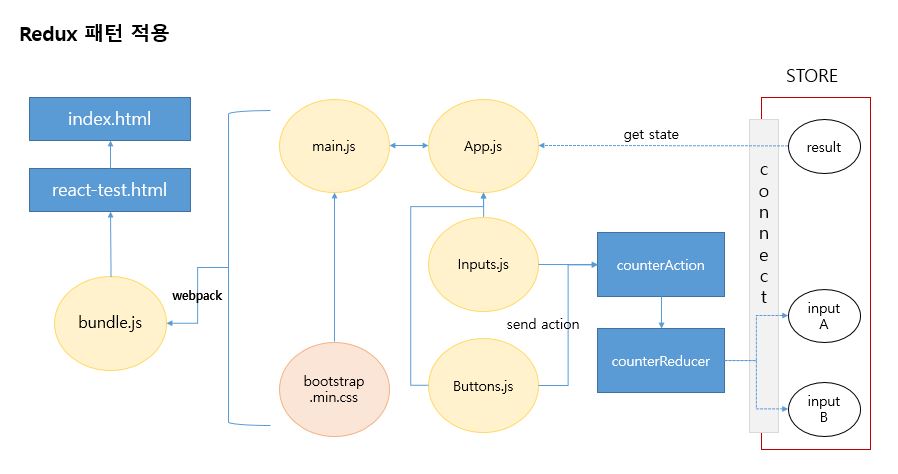 Redux 패턴 적용
STORE
index.html
main.js
App.js
get state
result
react-test.html
connect
Inputs.js
counterAction
webpack
bundle.js
send action
input
A
counterReducer
bootstrap
.min.css
Buttons.js
input
B